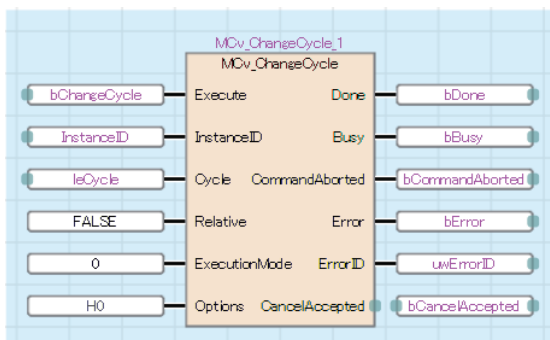 MCv_ChangeCycle_1
MCv_ChangeCycle
bChangeCycle Execute Done bDone
InstanceID InstanceID Busy bBusy
leCycle Cycle CommandAborted bCommandAborted
FALSE Relative Error bError
0 ExecutionMode ErrorID uwErrorID
H0 Options CancelAccepted bCancelAccepted